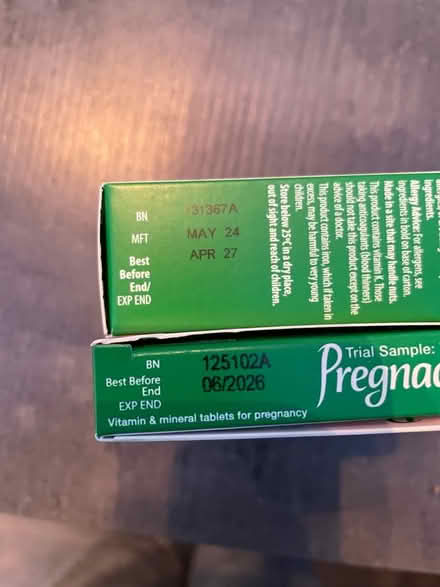 BN
MFT MAY 24
Best APR 27
Before
End/
EXP END
ingredients.
Allergy Advice: For allergens, see
ingredients in bold on base of carton.
Made in a site that may handle nuts.
This product contains vitamin K. Those
taking anticoagulants (blood thinners)
should not take this product except on the
advice of a doctor.
This product contains iron, which if taken in
excess, may be harmful to very young
children.
Store below 25°C in a dry place,
out of sight and reach of children.
BN 125102A
Best Before 06/2026
End
EXP END
Vitamin & mineral tablets for pregnancy
Trial Sample:
Pregnac